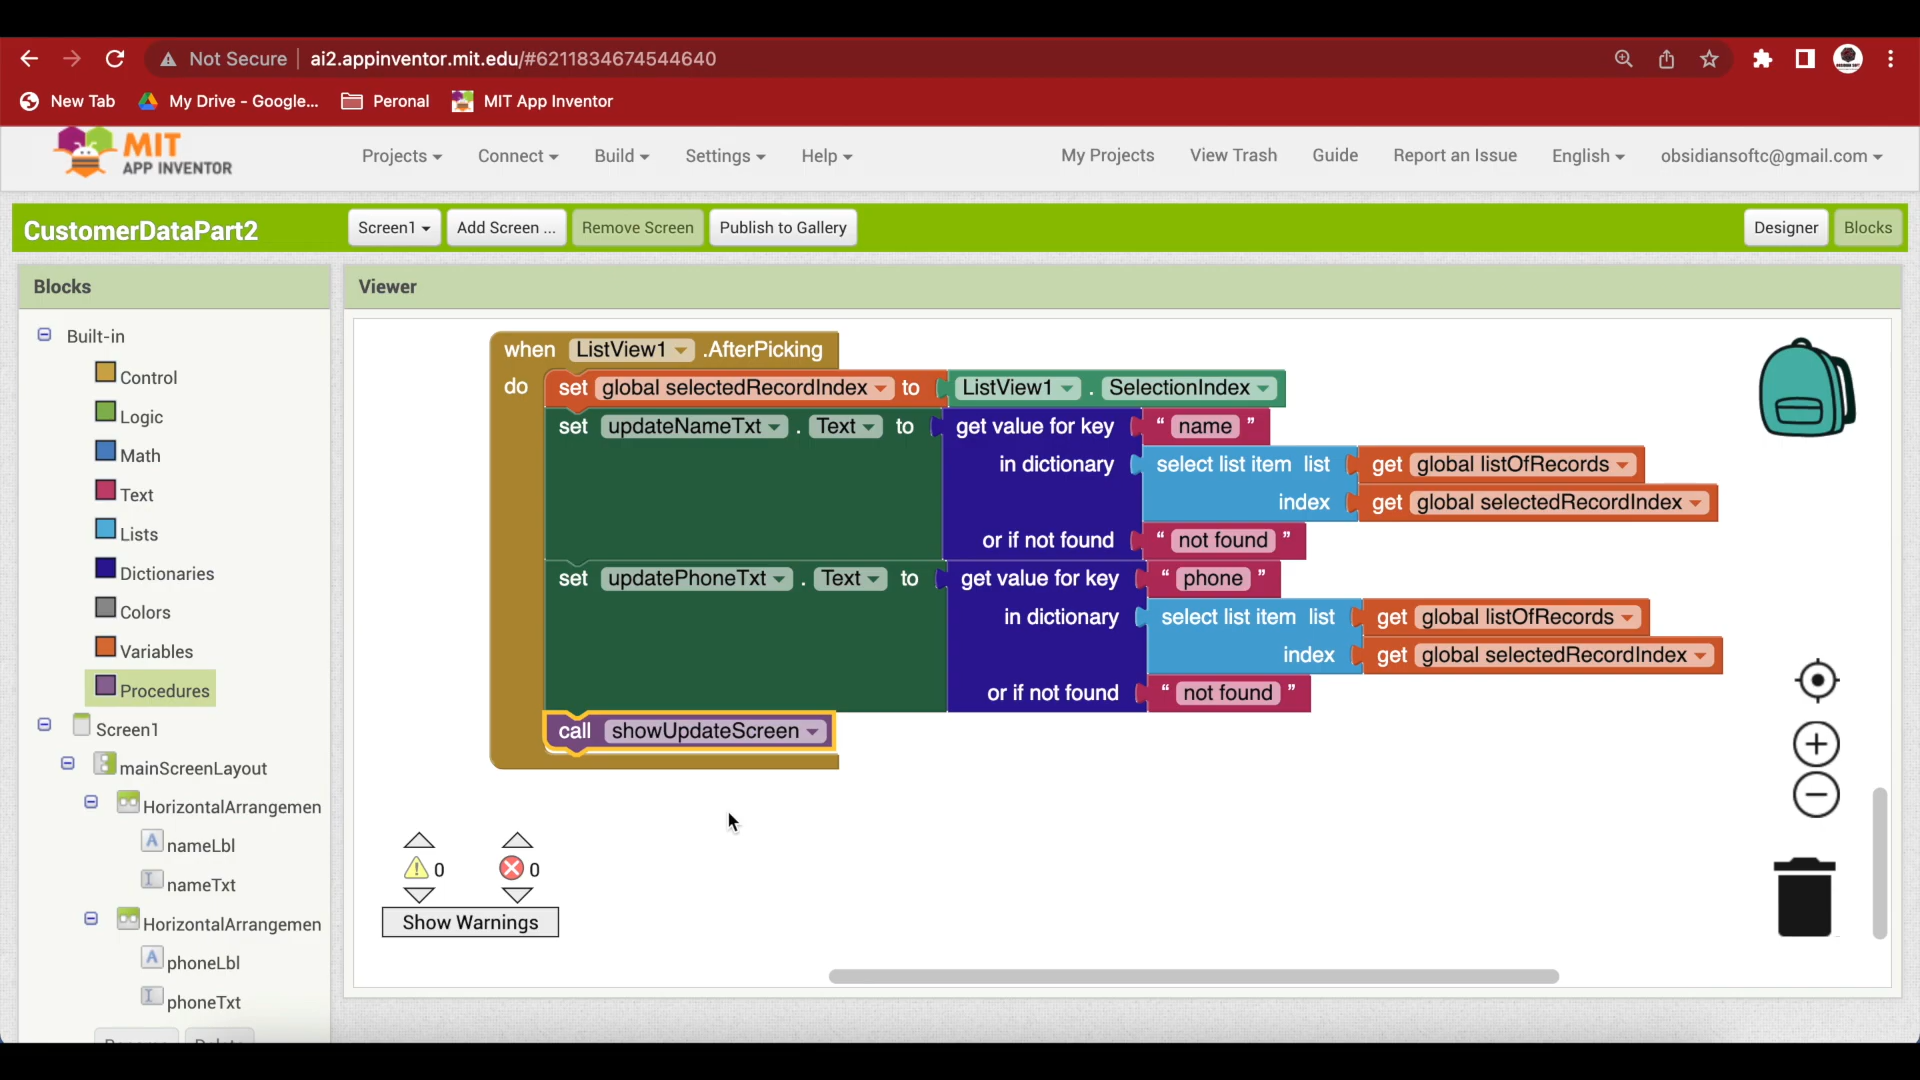 Not Secure ai2.appinventor.mit.edu/#6211834674544640
New Tab My Drive - Google... Peronal MIT App Inventor
MIT APP INVENTOR Projects Connect Build Settings Help My Projects View Trash Guide Report an Issue English obsidiansoftc@gmail.com
CustomerDataPart2 Screen1 Add Screen ... Remove Screen Publish to Gallery Designer Blocks
Blocks Viewer
Built-in
Control
Logic
Math
Text
Lists
Dictionaries
Colors
Variables
Procedures
Screen1
mainScreenLayout
HorizontalArrangemen
nameLbl
nameTxt
HorizontalArrangemen
phoneLbl
phoneTxt
when ListView1 .AfterPicking
do set global selectedRecordIndex to ListView1 . SelectionIndex
set updateNameTxt . Text to get value for key “ name ”
in dictionary select list item list get global listOfRecords
index get global selectedRecordIndex
or if not found “ not found ”
set updatePhoneTxt . Text to get value for key “ phone ”
in dictionary select list item list get global listOfRecords
index get global selectedRecordIndex
or if not found “ not found ”
call showUpdateScreen
0 0
Show Warnings